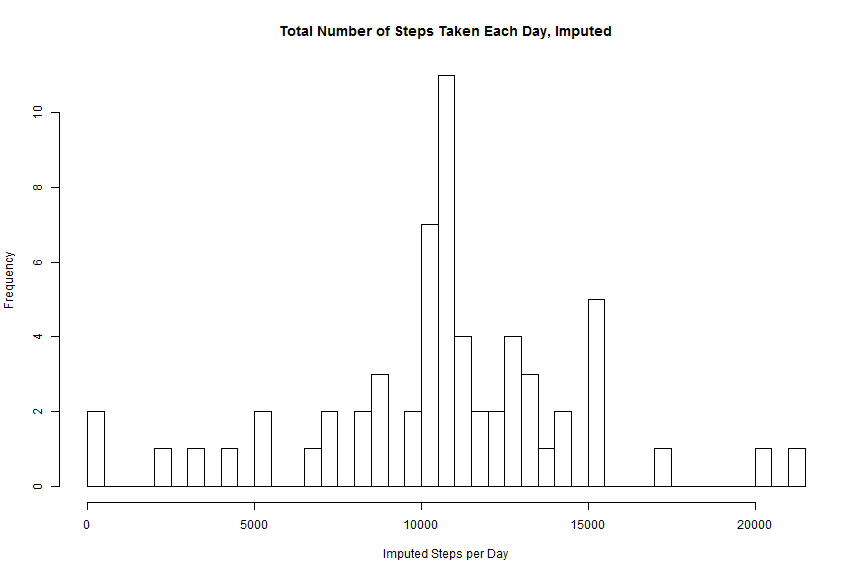 Total Number of Steps Taken Each Day, Imputed
10
8
6
4
2
0
Frequency
0 5000 10000 15000 20000
Imputed Steps per Day